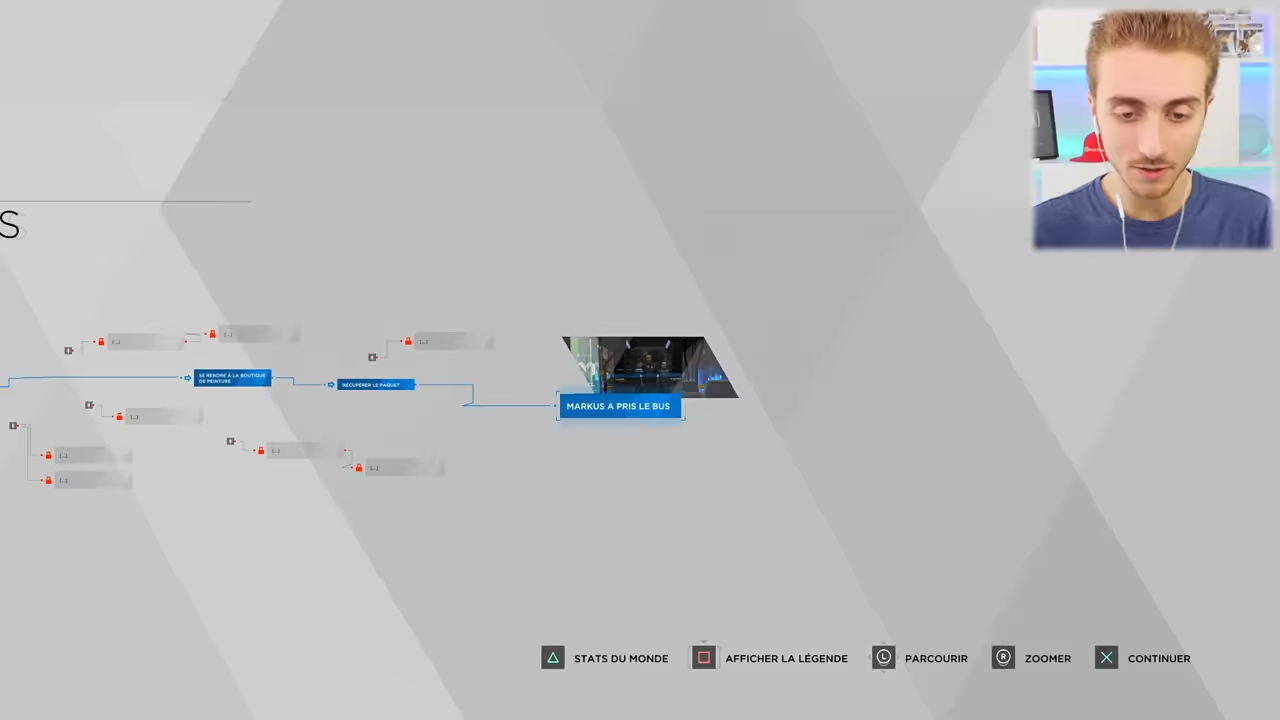 S
[...]
[...]
[...]
SE RENDRE À LA BOUTIQUE
DE PEINTURE
RÉCUPÉRER LE PAQUET
MARKUS A PRIS LE BUS
[...]
[...]
[...]
[...]
[...]
STATS DU MONDE
AFFICHER LA LÉGENDE
L
PARCOURIR
R
ZOOMER
CONTINUER